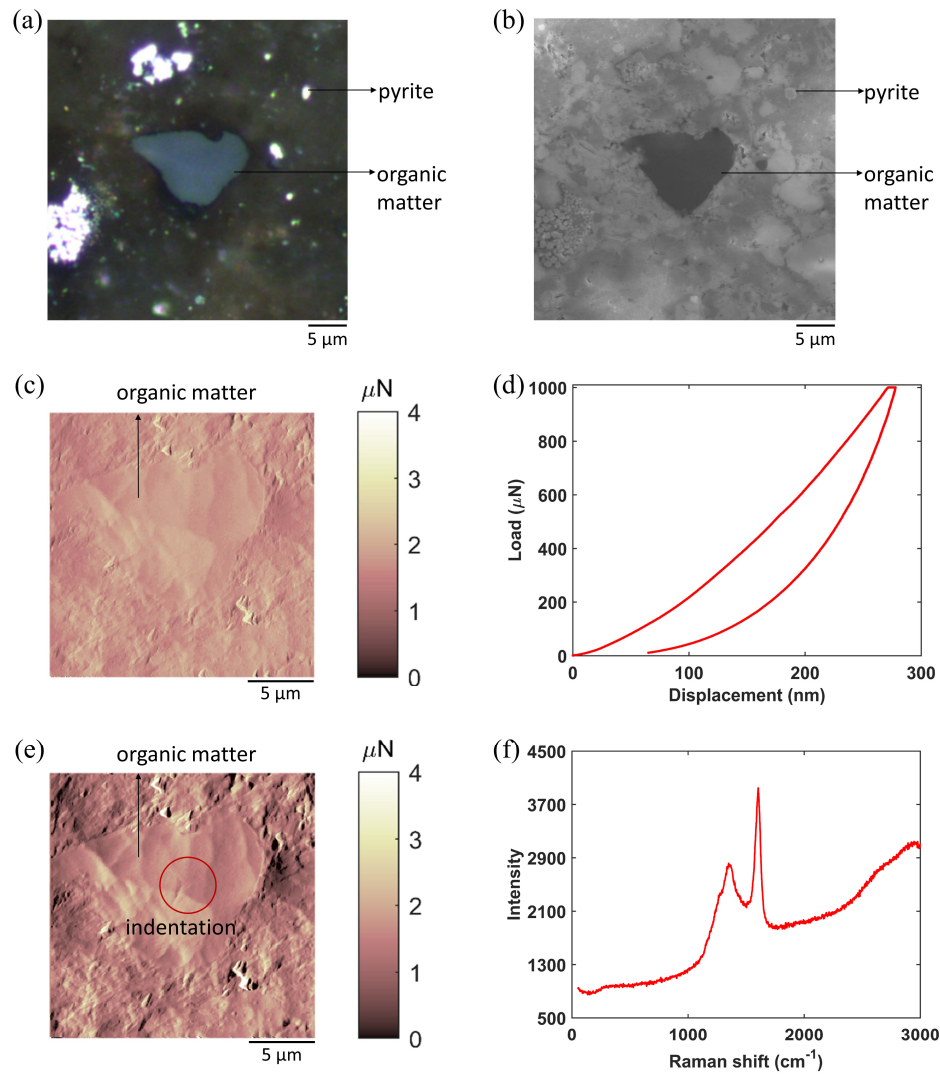 (a)
pyrite
organic
matter
5 μm
(b)
pyrite
organic
matter
5 μm
(c)
organic matter
μN
4
3
2
1
0
5 μm
(d)
1000
800
600
400
200
0
Load (μN)
0 100 200 300
Displacement (nm)
(e)
organic matter
indentation
μN
4
3
2
1
0
5 μm
(f)
4500
3700
2900
2100
1300
500
Intensity
0 1000 2000 3000
Raman shift (cm⁻¹)